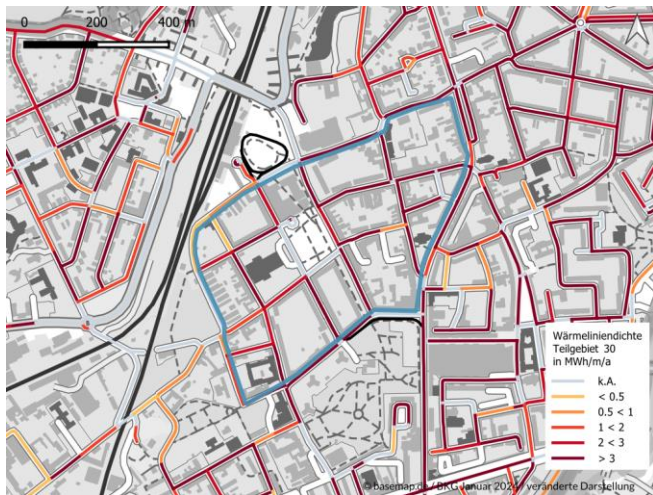 0 200 400 m
Wärmeliniendichte
Teilgebiet 30
in MWh/m/a
k.A.
< 0.5
0.5 < 1
1 < 2
2 < 3
> 3
© basemap.de / BKG Januar 2024 / veränderte Darstellung